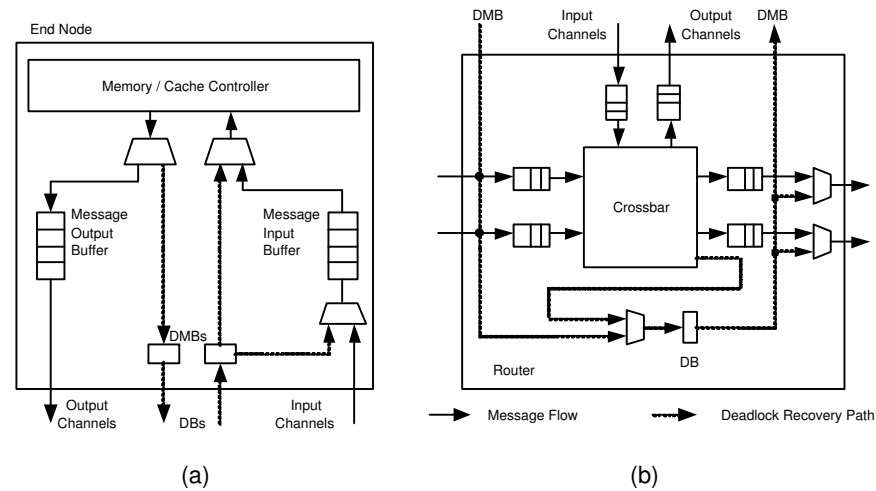 End Node
Memory / Cache Controller
Message
Output
Buffer
Message
Input
Buffer
DMBs
Output
Channels
DBs
Input
Channels
(a)
DMB
Input
Channels
Output
Channels
DMB
Crossbar
DB
Router
Message Flow
Deadlock Recovery Path
(b)